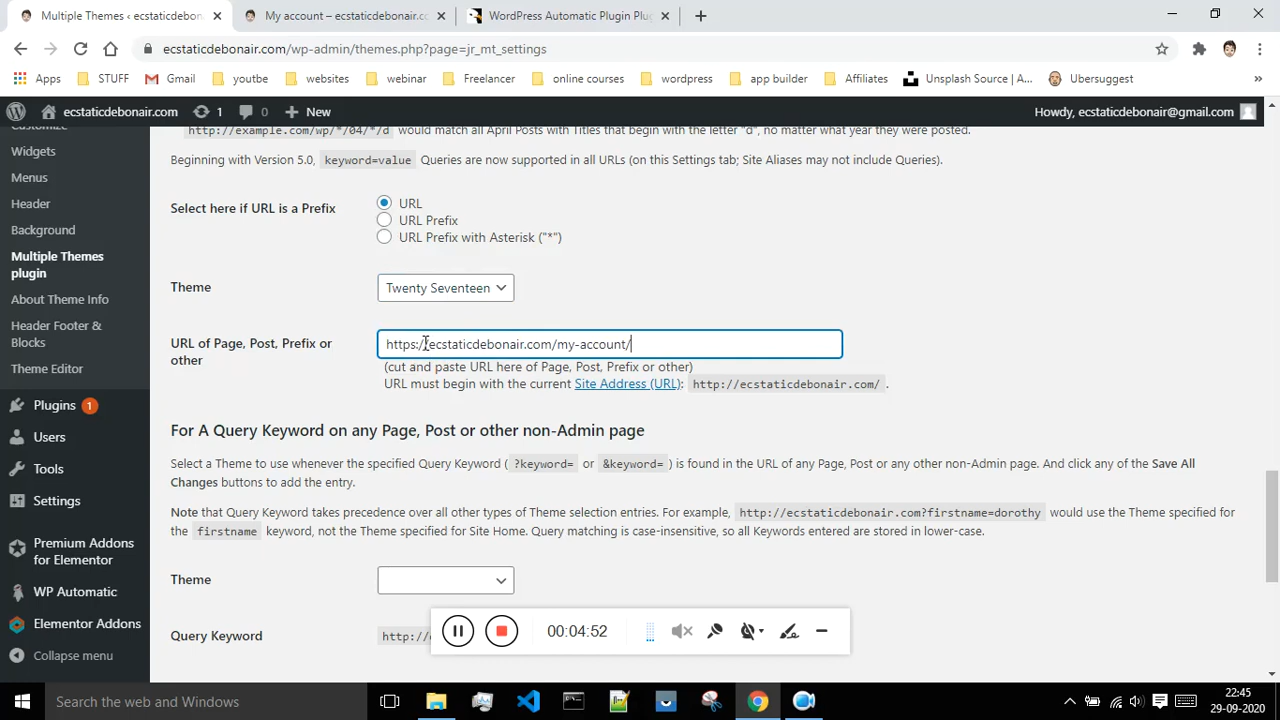 Multiple Themes ‹ ecstaticdebonai
My account – ecstaticdebonair.com
WordPress Automatic Plugin Plu
ecstaticdebonair.com/wp-admin/themes.php?page=jr_mt_settings
Apps STUFF Gmail youtbe websites webinar Freelancer online courses wordpress app builder Affiliates Unsplash Source | A... Ubersuggest »
ecstaticdebonair.com 1 0 New Howdy, ecstaticdebonair@gmail.com
Customize
Widgets
Menus
Header
Background
Multiple Themes
plugin
About Theme Info
Header Footer &
Blocks
Theme Editor
Plugins 1
Users
Tools
Settings
Premium Addons
for Elementor
WP Automatic
Elementor Addons
Collapse menu
http://example.com/wp/*/04/*/d would match all April Posts with Titles that begin with the letter "d", no matter what year they were posted.
Beginning with Version 5.0, keyword=value Queries are now supported in all URLs (on this Settings tab; Site Aliases may not include Queries).
Select here if URL is a Prefix
URL
URL Prefix
URL Prefix with Asterisk ("*")
Theme
Twenty Seventeen
URL of Page, Post, Prefix or
other
https://ecstaticdebonair.com/my-account/
(cut and paste URL here of Page, Post, Prefix or other)
URL must begin with the current Site Address (URL): http://ecstaticdebonair.com/ .
For A Query Keyword on any Page, Post or other non-Admin page
Select a Theme to use whenever the specified Query Keyword ( ?keyword= or &keyword= ) is found in the URL of any Page, Post or any other non-Admin page. And click any of the Save All
Changes buttons to add the entry.
Note that Query Keyword takes precedence over all other types of Theme selection entries. For example, http://ecstaticdebonair.com?firstname=dorothy would use the Theme specified for
the firstname keyword, not the Theme specified for Site Home. Query matching is case-insensitive, so all Keywords entered are stored in lower-case.
Theme
Query Keyword
http://
00:04:52
Search the Web and Windows
22:45
29-09-2020